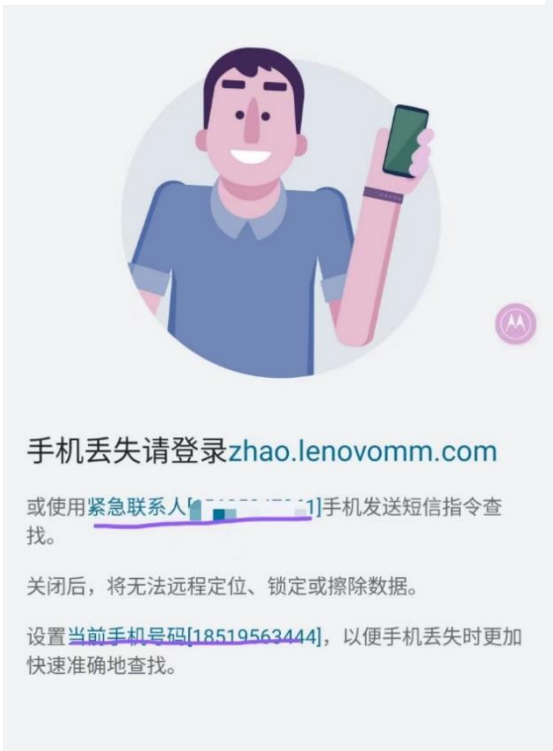 手机丢失请登录zhao.lenovomm.com
或使用紧急联系人[1]手机发送短信指令查
找。
关闭后，将无法远程定位、锁定或擦除数据。
设置当前手机号码[18519563444]，以便手机丢失时更加
快速准确地查找。